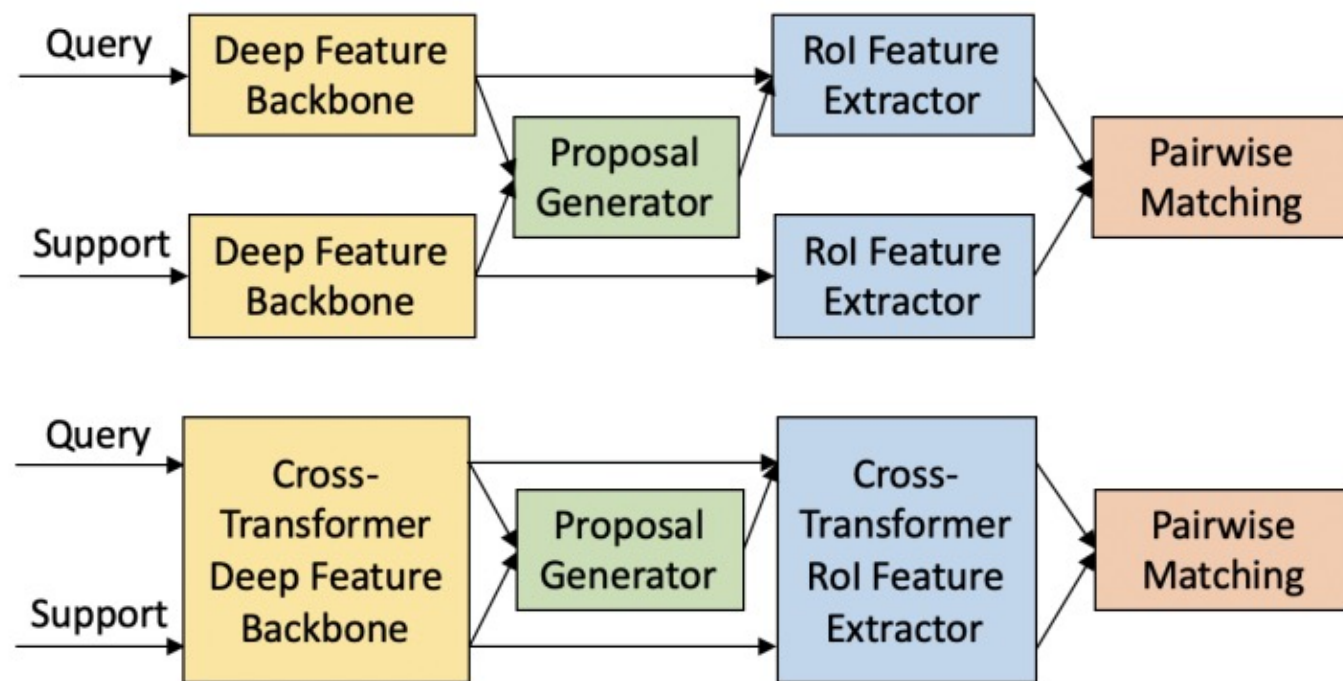 Query
Deep Feature
Backbone
RoI Feature
Extractor
Proposal
Generator
Pairwise
Matching
Support
Deep Feature
Backbone
RoI Feature
Extractor
Query
Cross-
Transformer
Deep Feature
Backbone
Proposal
Generator
Cross-
Transformer
RoI Feature
Extractor
Pairwise
Matching
Support